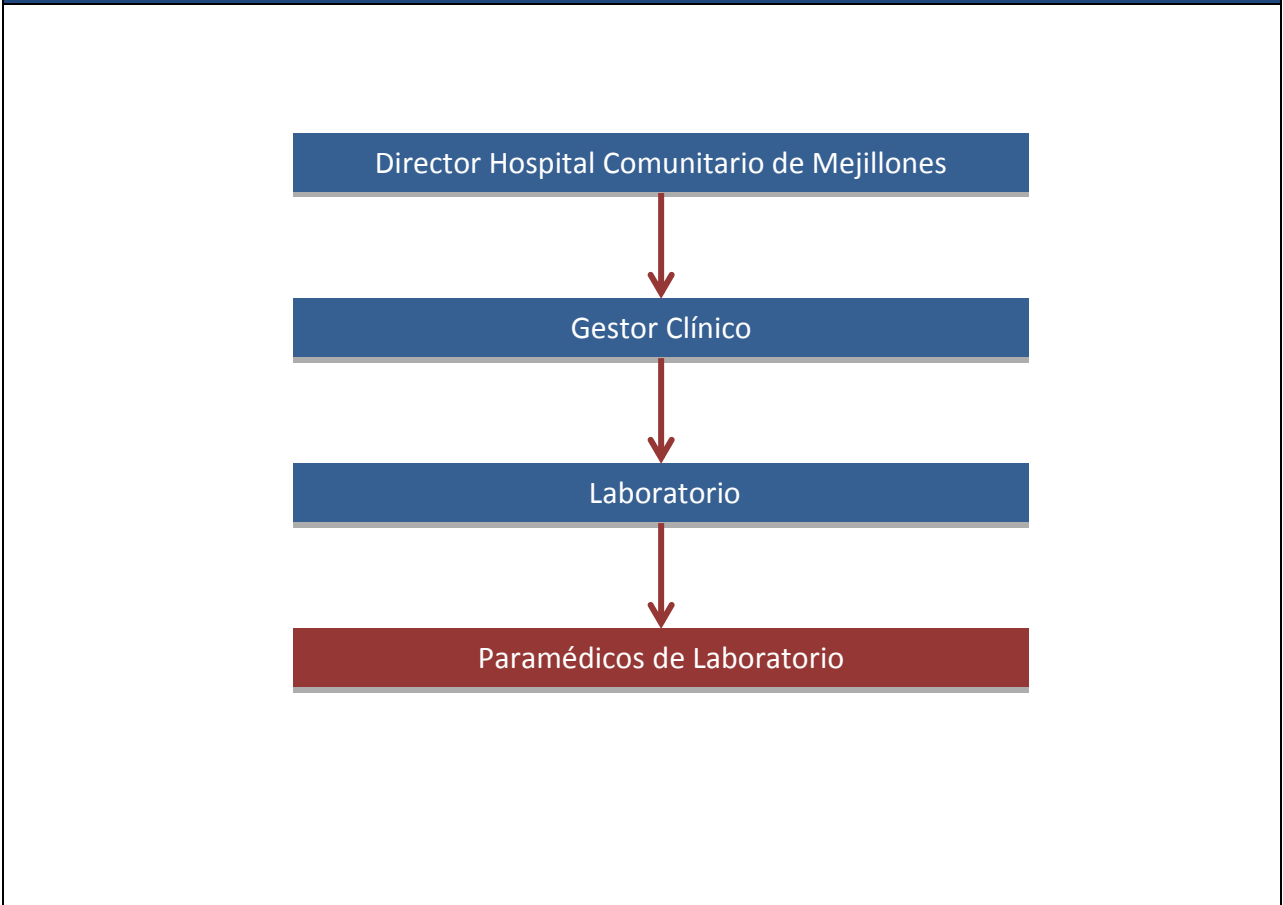 Director Hospital Comunitario de Mejillones
Gestor Clínico
Laboratorio
Paramédicos de Laboratorio